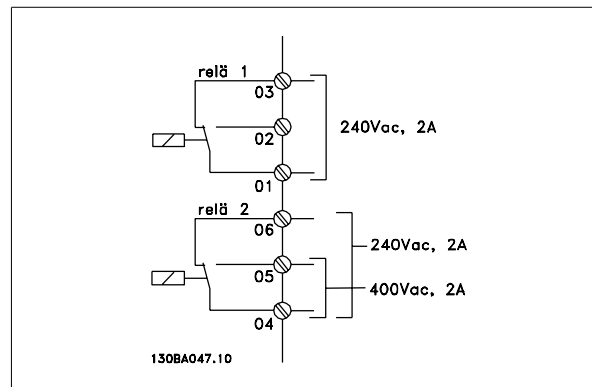 relä 1
03
02
240Vac, 2A
01
relä 2
06
240Vac, 2A
05
400Vac, 2A
04
130BA047.10